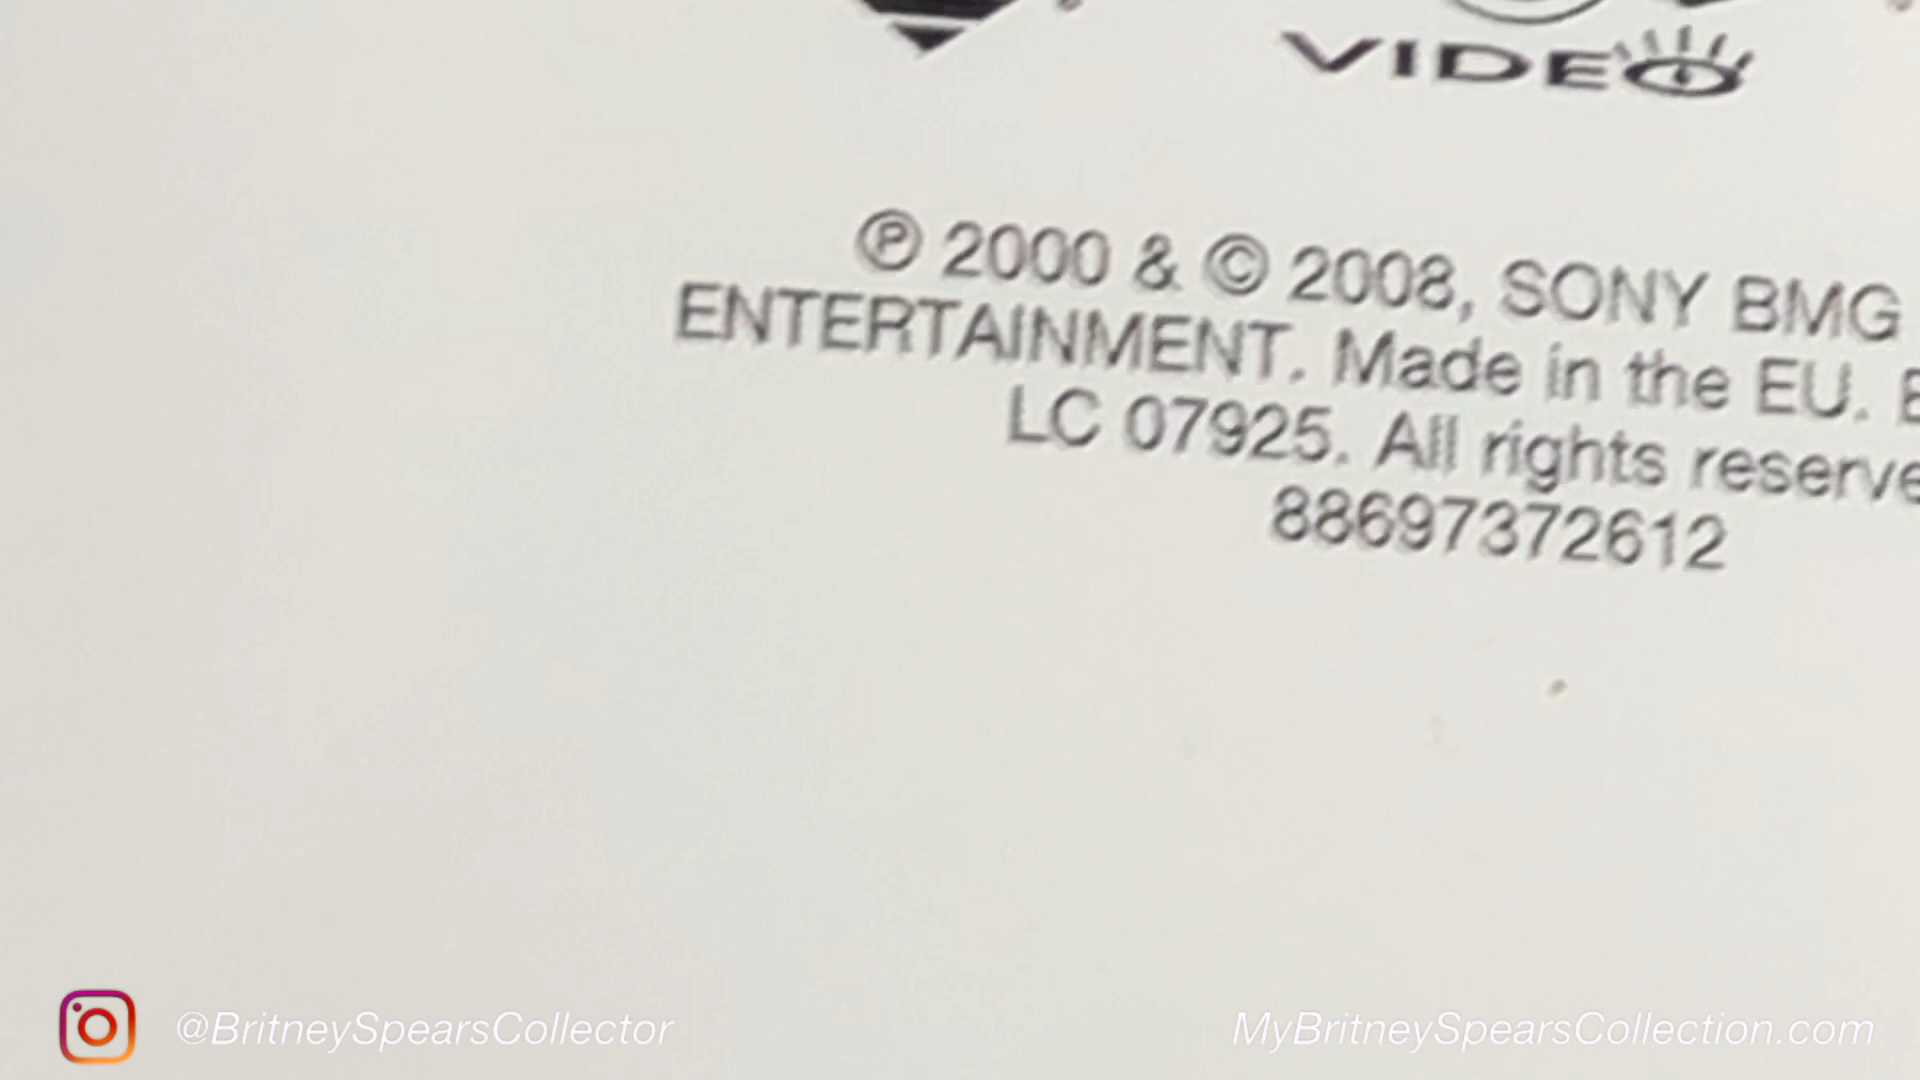 VIDEO
℗ 2000 & © 2008, SONY BMG
ENTERTAINMENT. Made in the EU.
LC 07925. All rights
88697372612
@BritneySpearsCollector
MyBritneySpearsCollection.com